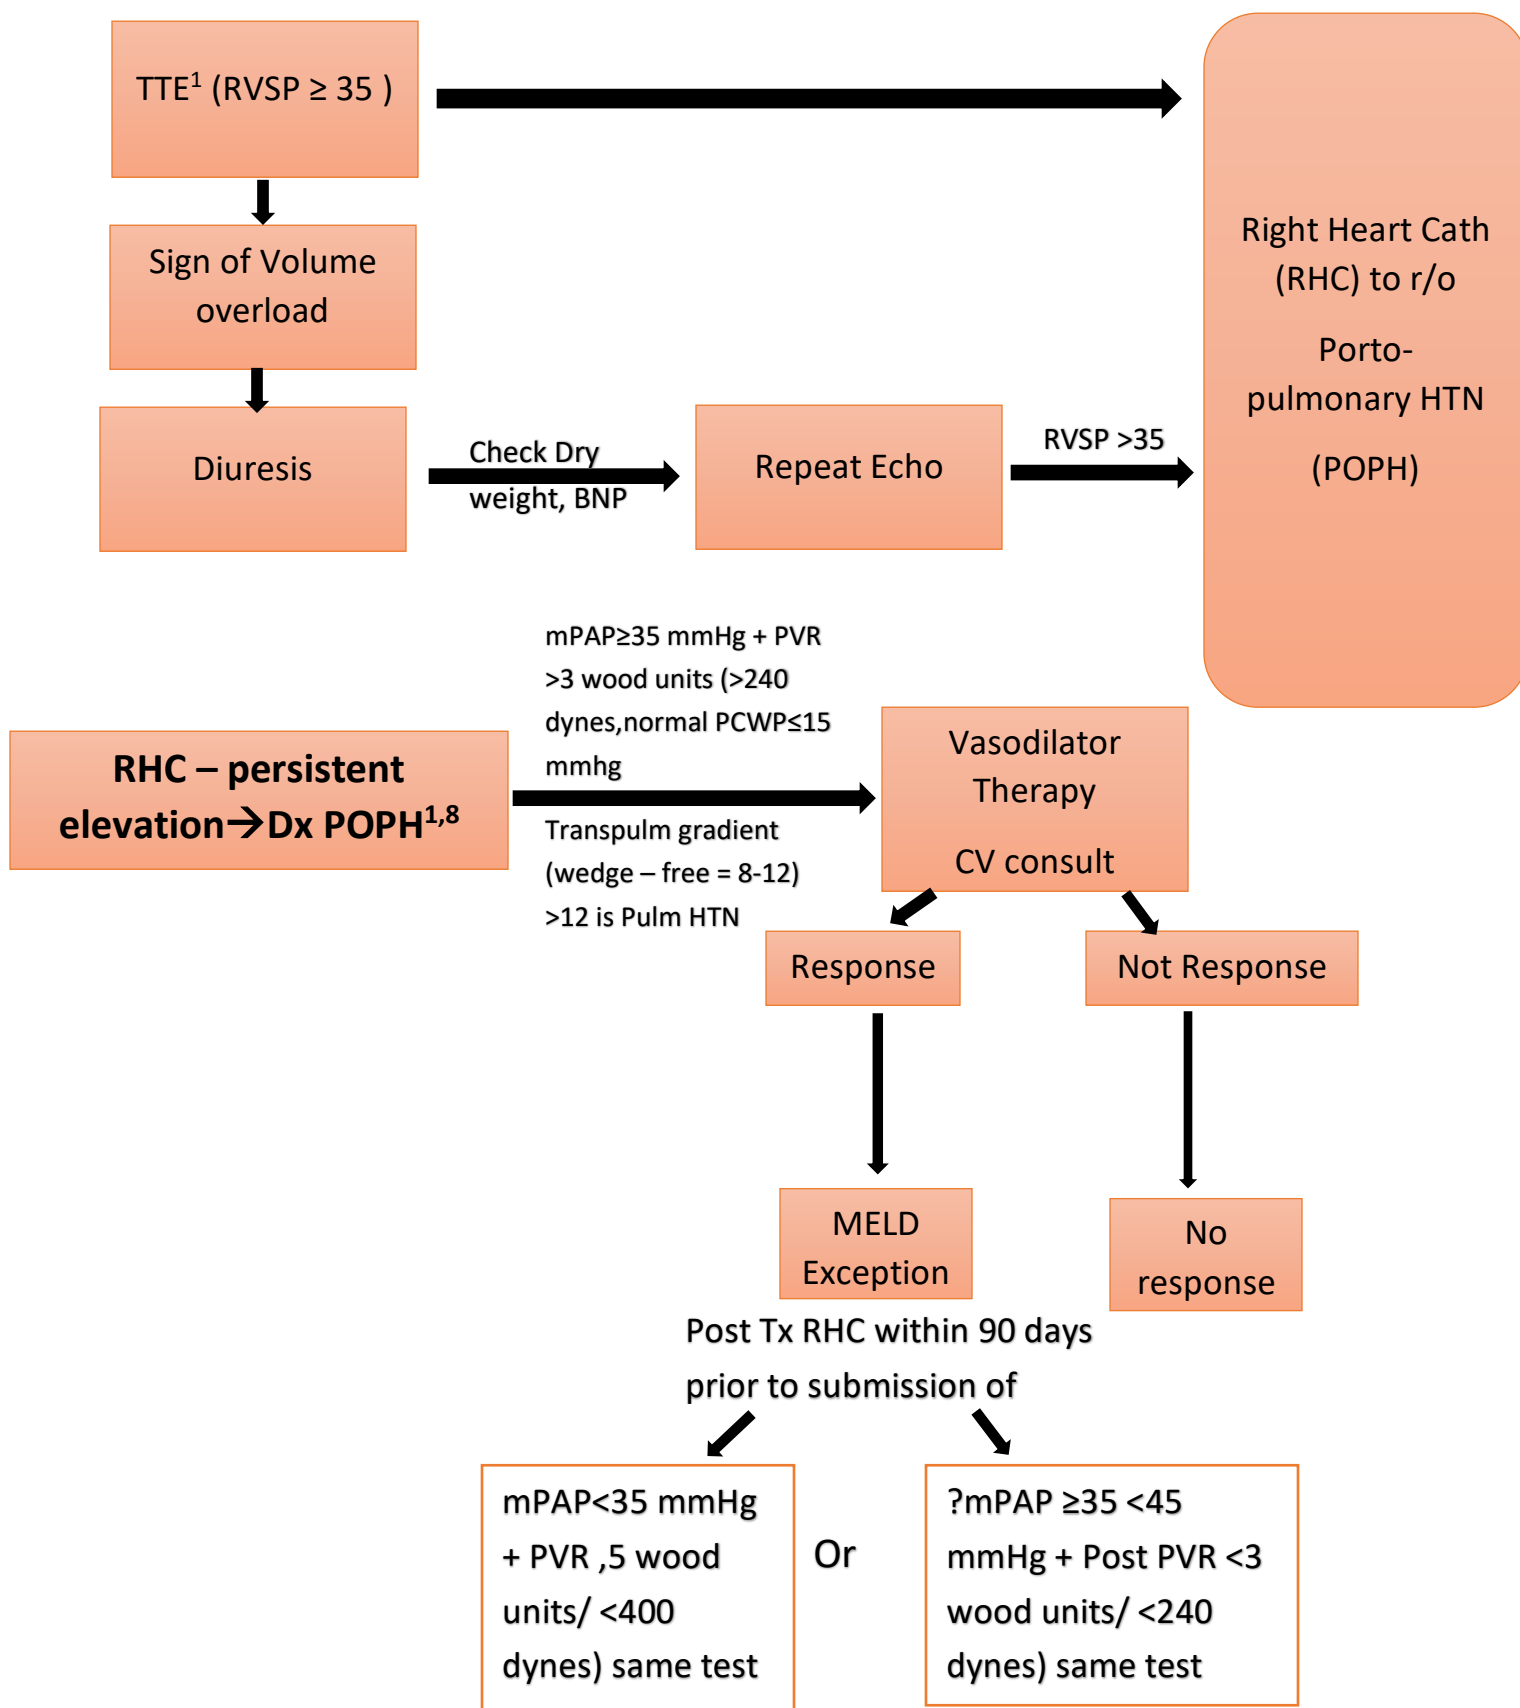 TTE¹ (RVSP ≥ 35 )
Sign of Volume
overload
Diuresis
Check Dry
weight, BNP
Repeat Echo
RVSP >35
Right Heart Cath
(RHC) to r/o
Porto-
pulmonary HTN
(POPH)
RHC – persistent
elevation→Dx POPH¹,⁸
mPAP≥35 mmHg + PVR
>3 wood units (>240
dynes,normal PCWP≤15
mmhg
Transpulm gradient
(wedge – free = 8-12)
>12 is Pulm HTN
Vasodilator
Therapy
CV consult
Response
Not Response
MELD
Exception
No
response
Post Tx RHC within 90 days
prior to submission of
mPAP<35 mmHg
+ PVR ,5 wood
units/ <400
dynes) same test
Or
?mPAP ≥35 <45
mmHg + Post PVR <3
wood units/ <240
dynes) same test